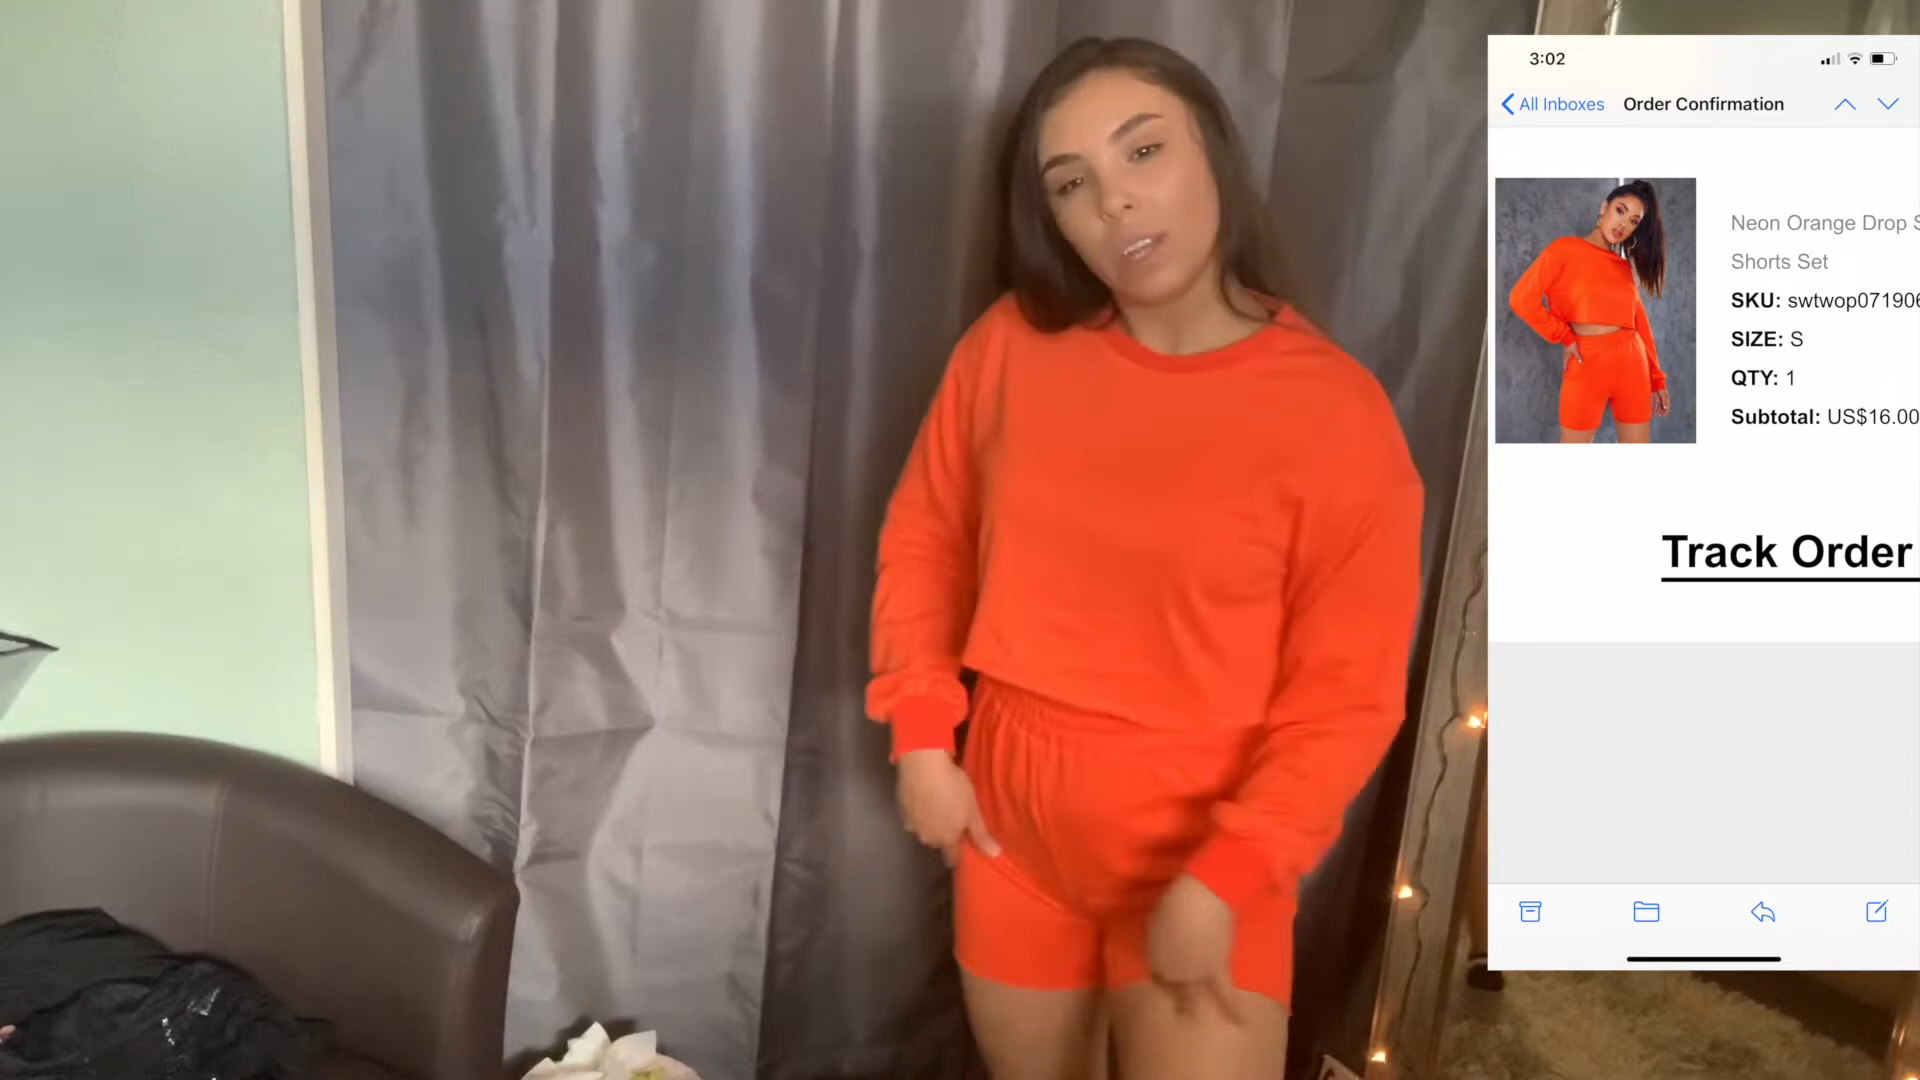 3:02
All Inboxes Order Confirmation
Neon Orange Drop
Shorts Set
SKU: swtwop07190
SIZE: S
QTY: 1
Subtotal: US$16.00
Track Order